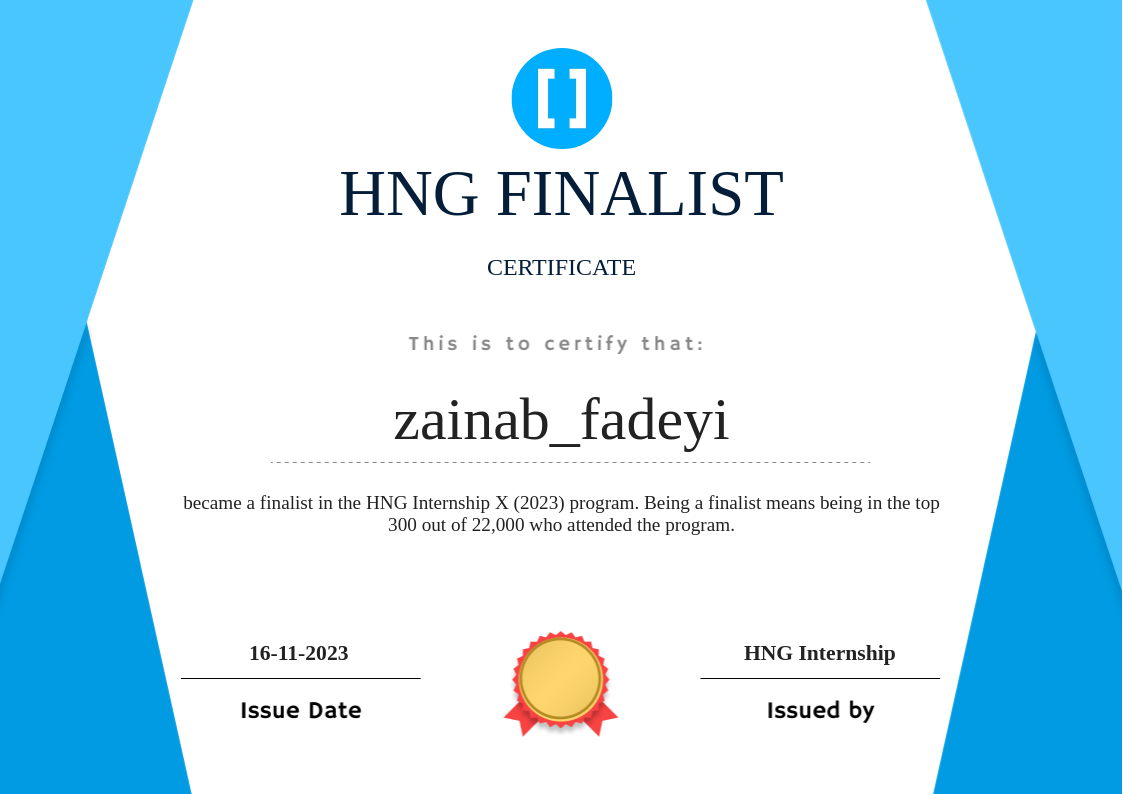 [ ]
HNG FINALIST
CERTIFICATE
This is to certify that:
zainab_fadeyi
became a finalist in the HNG Internship X (2023) program. Being a finalist means being in the top
300 out of 22,000 who attended the program.
16-11-2023
HNG Internship
Issue Date
Issued by